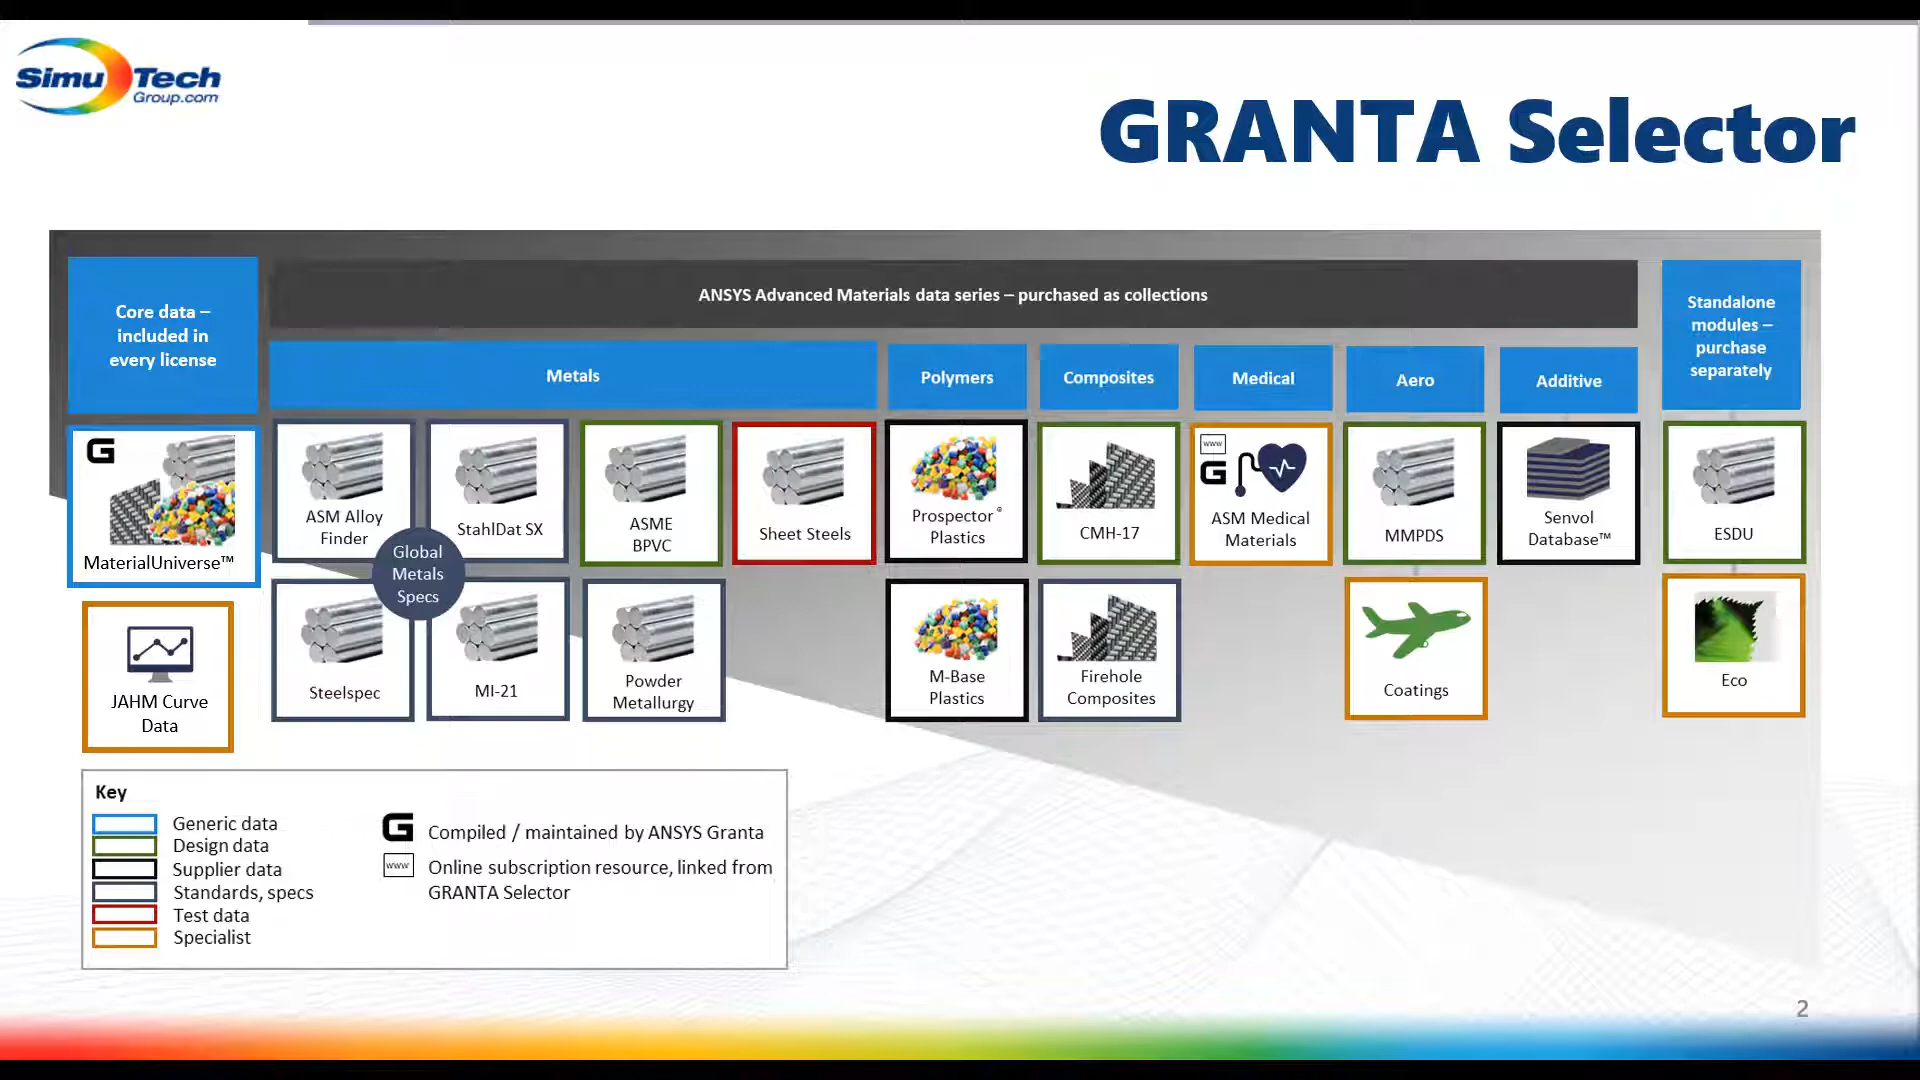 Simu Tech
Group.com
GRANTA Selector
Core data –
included in
every license
ANSYS Advanced Materials data series – purchased as collections
Standalone
modules –
purchase
separately
Metals
Polymers
Composites
Medical
Aero
Additive
G
MaterialUniverse™
ASM Alloy
Finder
StahlDat SX
ASME
BPVC
Sheet Steels
Prospector®
Plastics
CMH-17
www
G
ASM Medical
Materials
MMPDS
Senvol
Database™
ESDU
Global
Metals
Specs
JAHM Curve
Data
Steelspec
MI-21
Powder
Metallurgy
M-Base
Plastics
Firehole
Composites
Coatings
Eco
Key
Generic data
Design data
Supplier data
Standards, specs
Test data
Specialist
G Compiled / maintained by ANSYS Granta
www Online subscription resource, linked from
GRANTA Selector
2